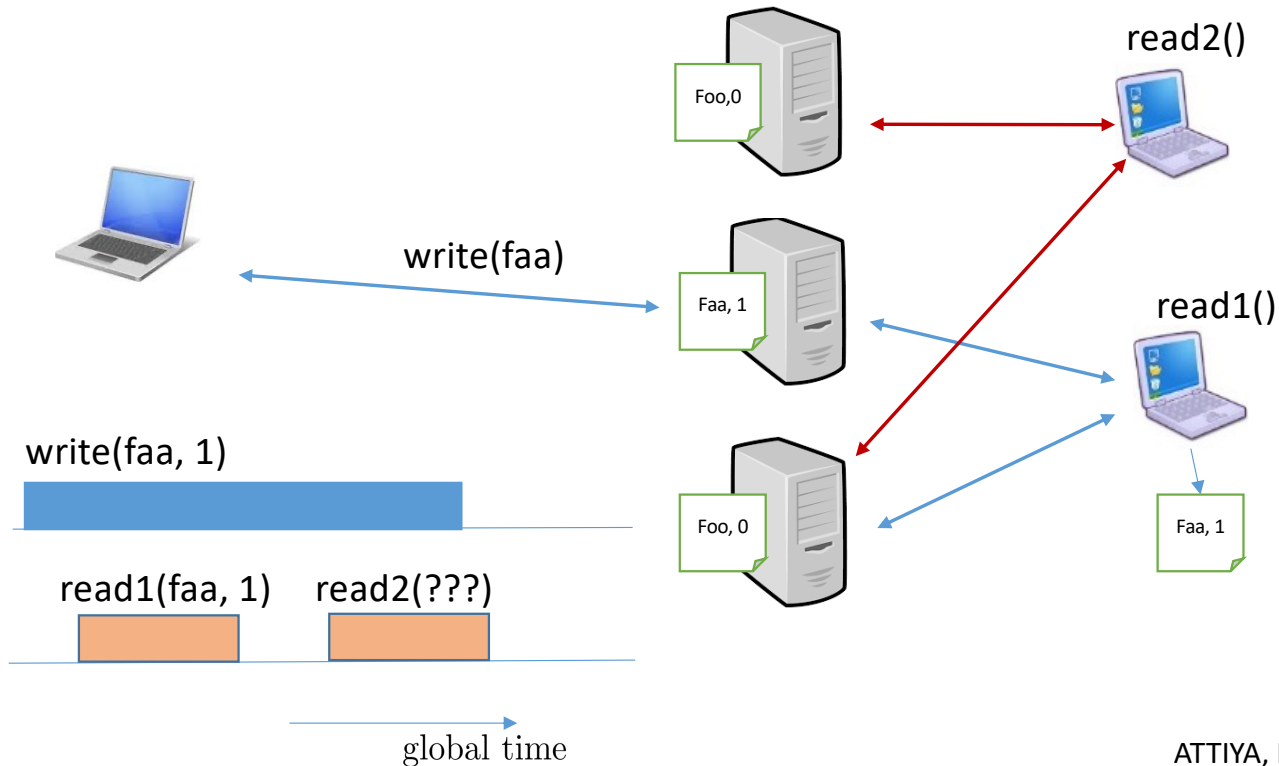 read2()
Foo,0
write(faa)
Faa, 1
read1()
write(faa, 1)
Foo, 0
Faa, 1
read1(faa, 1) read2(???)
global time
ATTIYA,